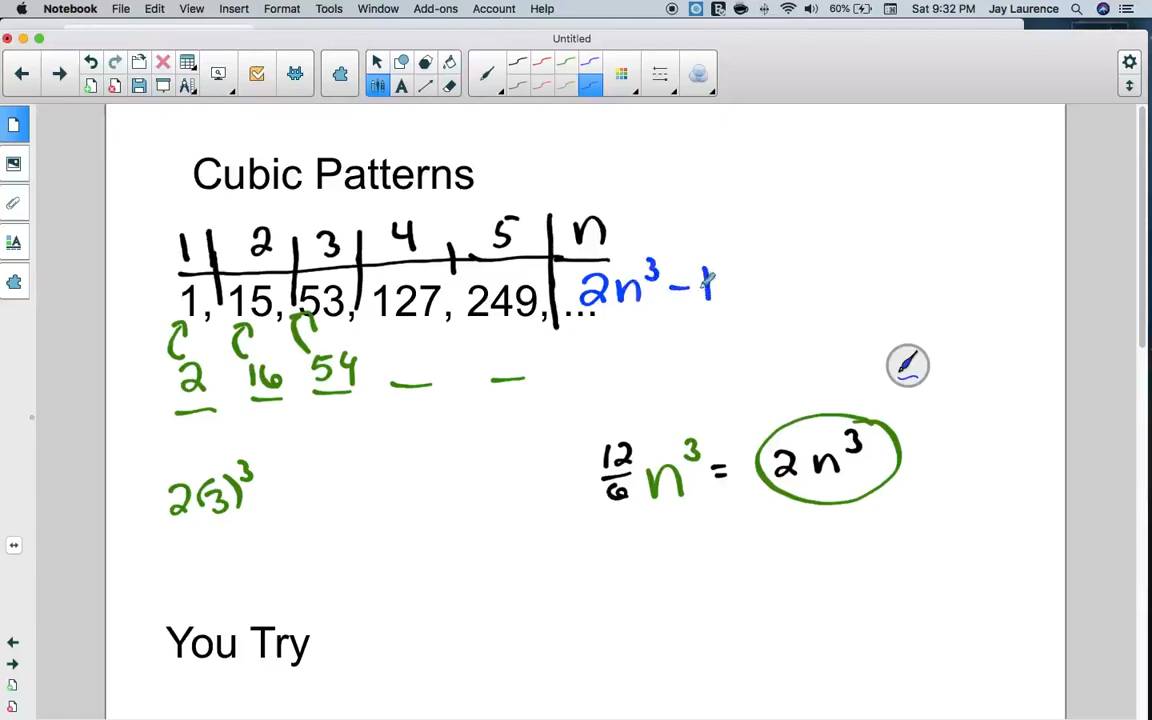 Notebook File Edit View Insert Format Tools Window Add-ons Account Help 60% Sat 9:32 PM Jay Laurence
Untitled
Cubic Patterns
1 2 3 4 5 n
1, 15, 53, 127, 249, ... 2n³ - 1
2 16 54 _ _
12/6 n³ = 2n³
2(3)³
You Try